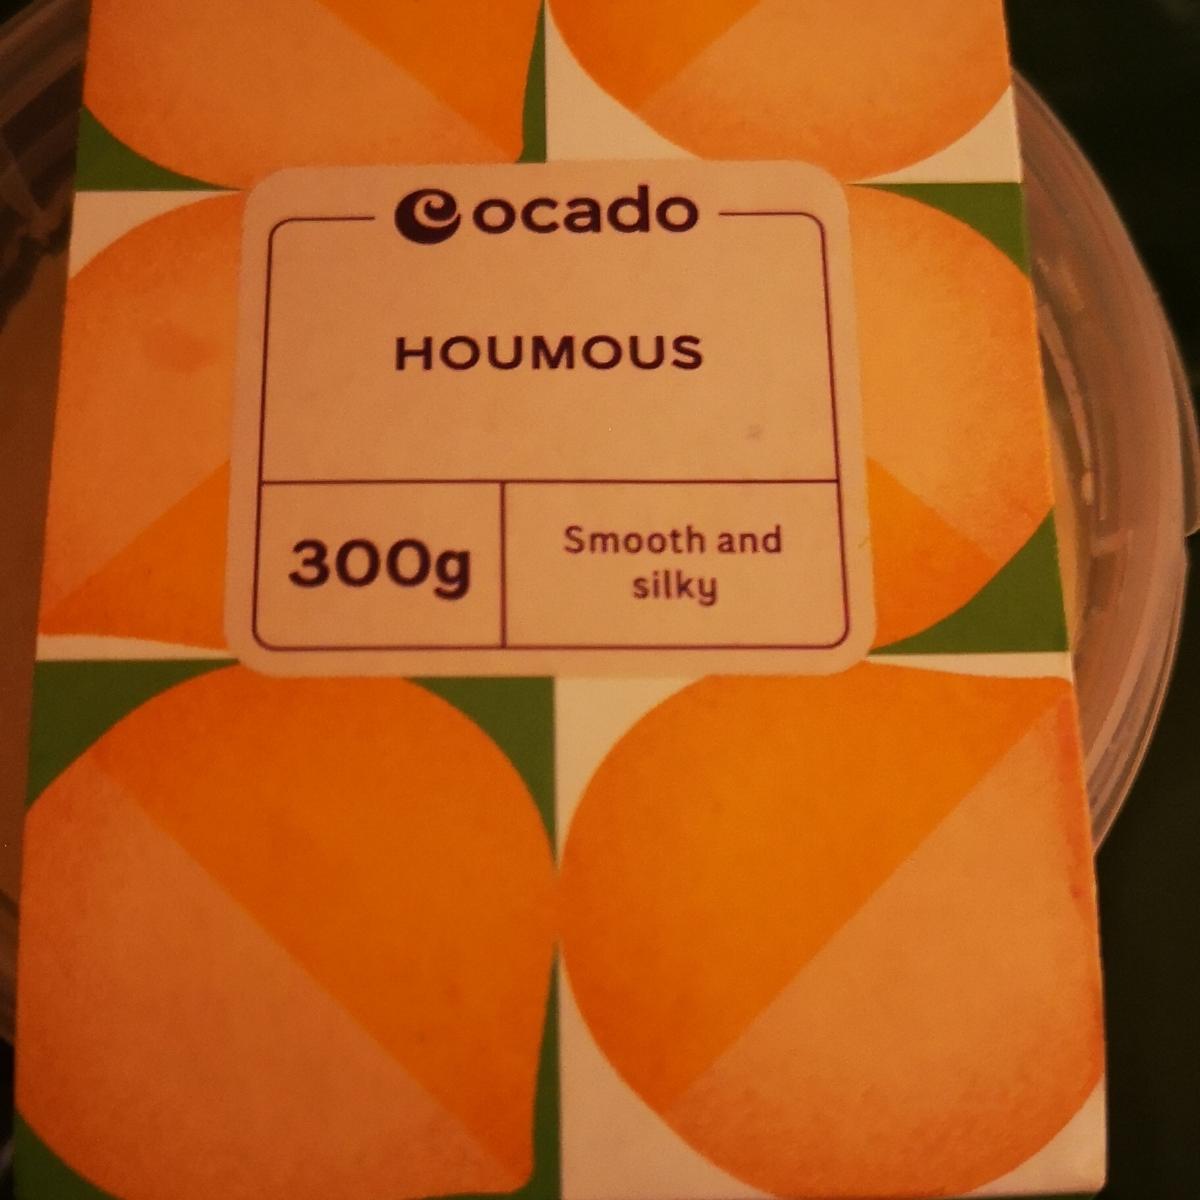 ocado
HOUMOUS
300g
Smooth and
silky